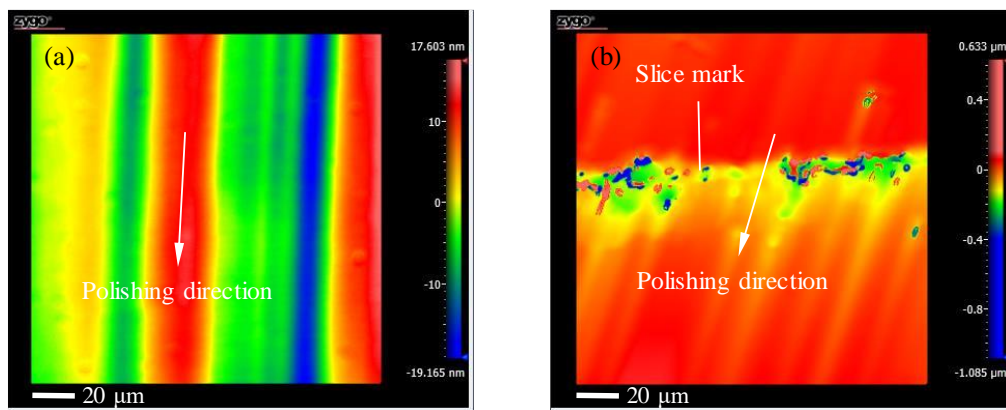 zygo
(a)
17.603 nm
10
0
-10
-19.165 nm
Polishing direction
20 μm
zygo
(b)
0.633 μm
Slice mark
0.4
0
-0.4
-0.8
-1.085 μm
Polishing direction
20 μm